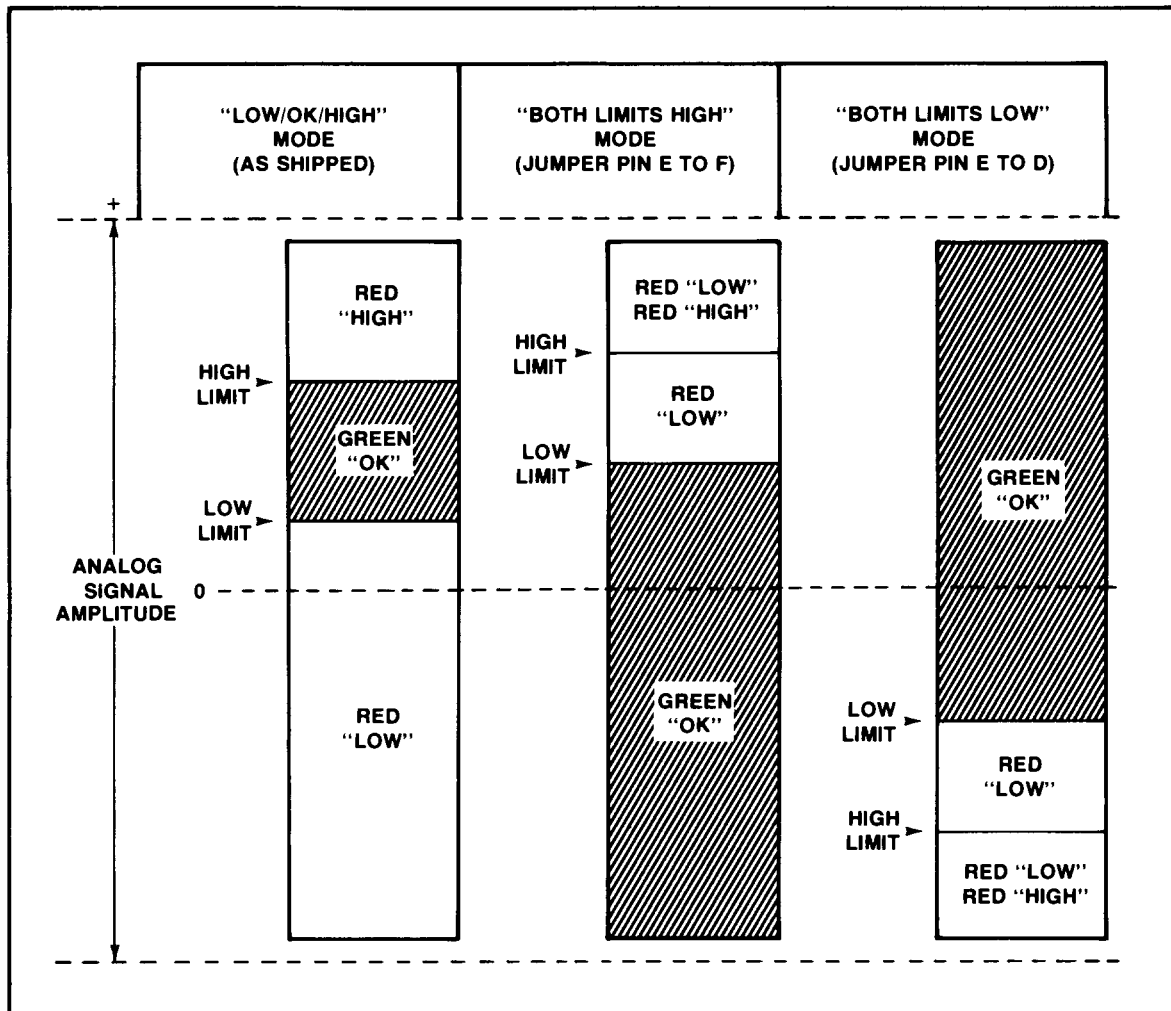 “LOW/OK/HIGH”
MODE
(AS SHIPPED)
“BOTH LIMITS HIGH”
MODE
(JUMPER PIN E TO F)
“BOTH LIMITS LOW”
MODE
(JUMPER PIN E TO D)
+
RED
“HIGH”
HIGH
LIMIT
GREEN
“OK”
LOW
LIMIT
RED
“LOW”
RED “LOW”
RED “HIGH”
HIGH
LIMIT
RED
“LOW”
LOW
LIMIT
GREEN
“OK”
GREEN
“OK”
LOW
LIMIT
RED
“LOW”
HIGH
LIMIT
RED “LOW”
RED “HIGH”
ANALOG
SIGNAL
AMPLITUDE
0